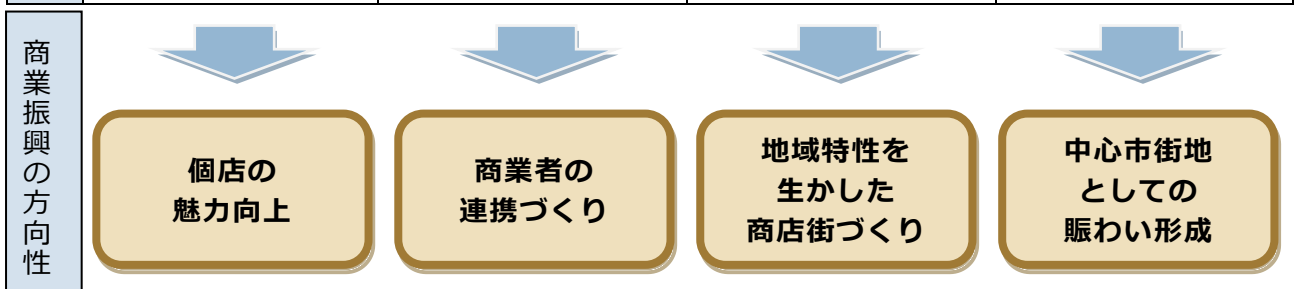 商業振興の方向性
個店の
魅力向上
商業者の
連携づくり
地域特性を
生かした
商店街づくり
中心市街地
としての
賑わい形成